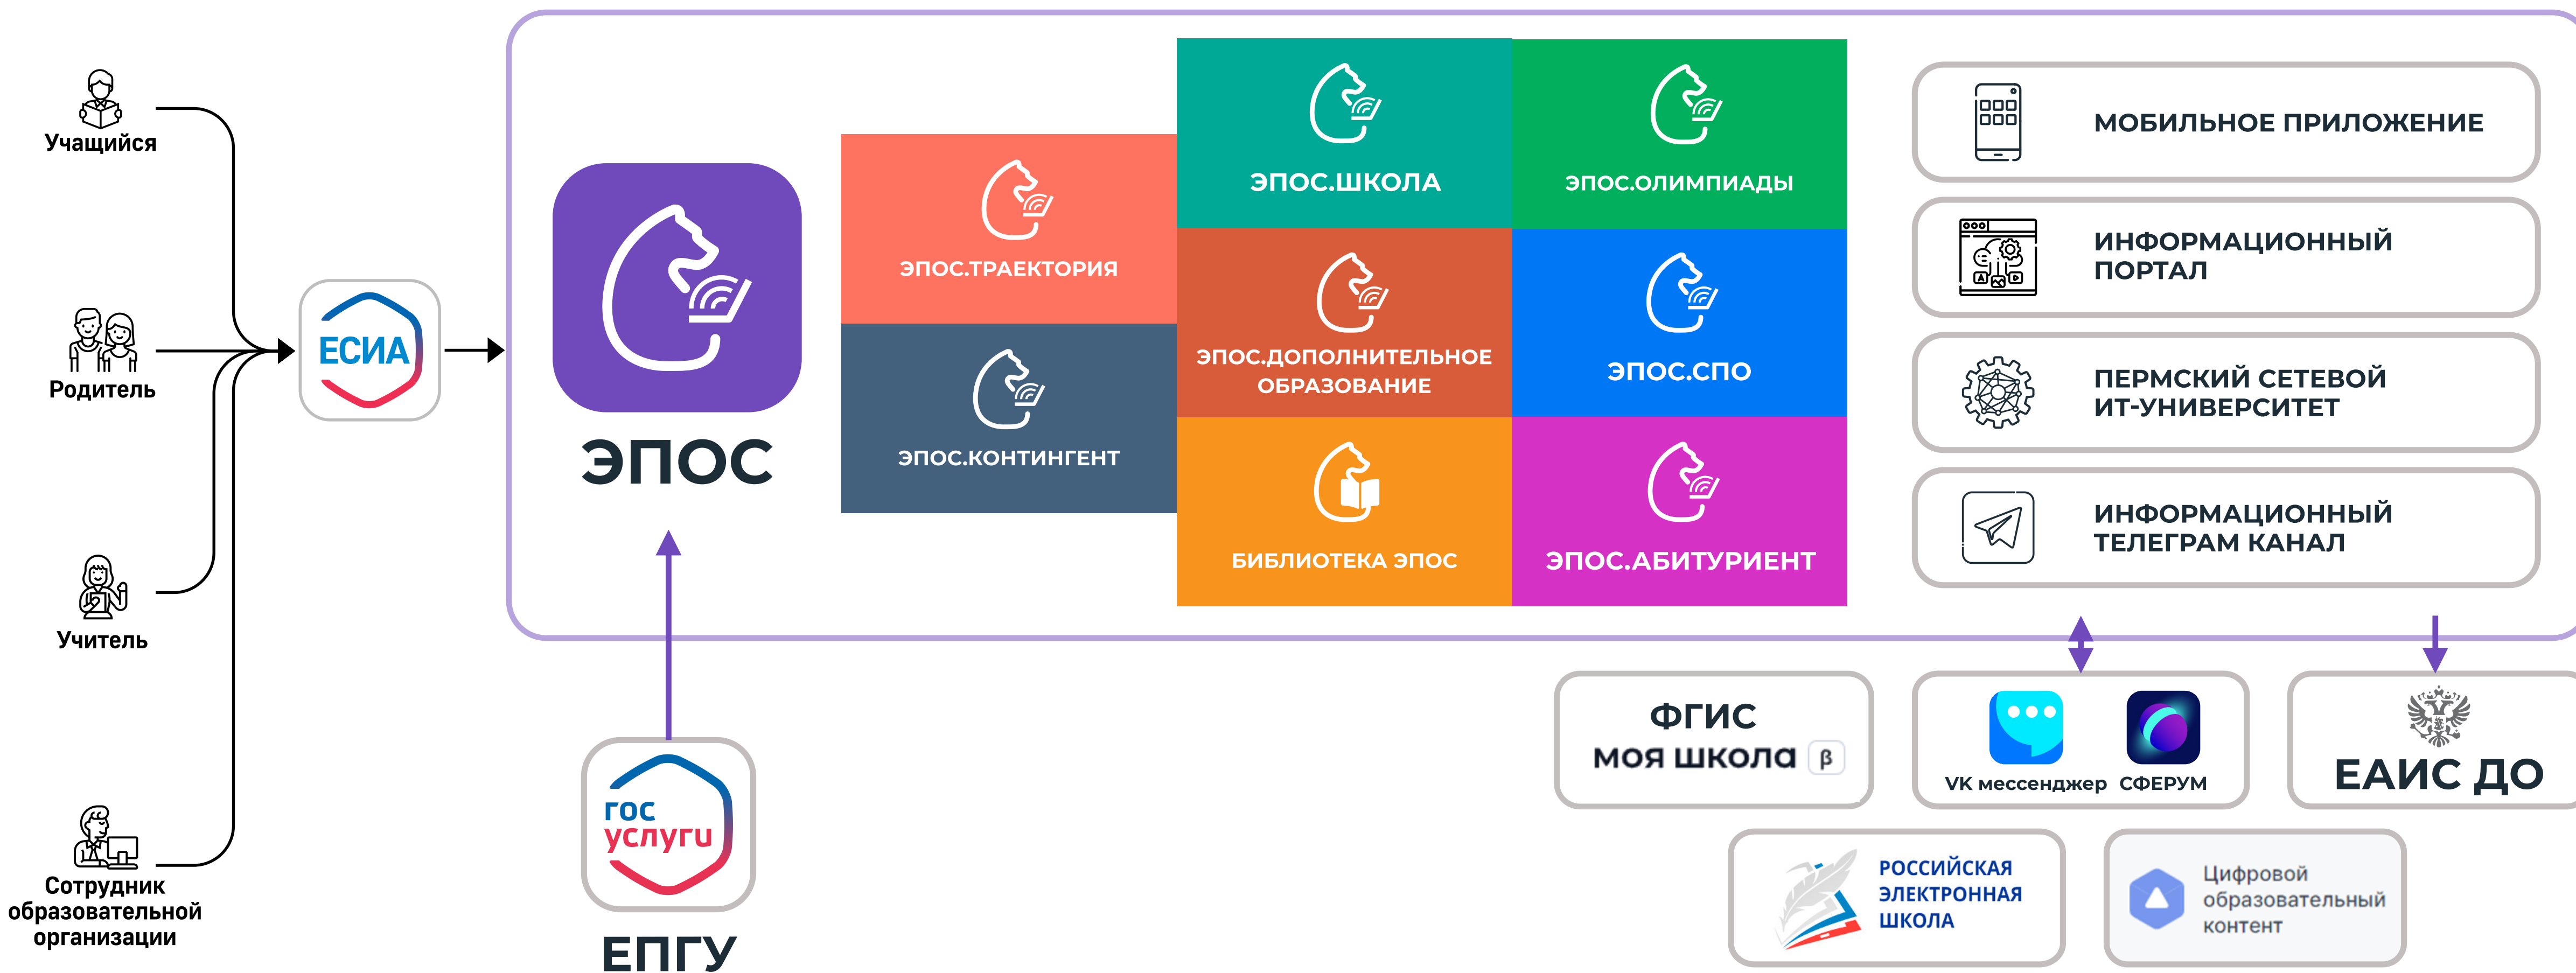 Учащийся
Родитель
Учитель
Сотрудник
образовательной
организации
ЕСИА
ЭПОС
гос
услуги
ЕПГУ
ЭПОС.ТРАЕКТОРИЯ
ЭПОС.КОНТИНГЕНТ
ЭПОС.ШКОЛА
ЭПОС.ОЛИМПИАДЫ
ЭПОС.ДОПОЛНИТЕЛЬНОЕ
ОБРАЗОВАНИЕ
ЭПОС.СПО
БИБЛИОТЕКА ЭПОС
ЭПОС.АБИТУРИЕНТ
МОБИЛЬНОЕ ПРИЛОЖЕНИЕ
ИНФОРМАЦИОННЫЙ
ПОРТАЛ
ПЕРМСКИЙ СЕТЕВОЙ
ИТ-УНИВЕРСИТЕТ
ИНФОРМАЦИОННЫЙ
ТЕЛЕГРАМ КАНАЛ
ФГИС
моя школа β
VK мессенджер
СФЕРУМ
ЕАИС ДО
РОССИЙСКАЯ
ЭЛЕКТРОННАЯ
ШКОЛА
Цифровой
образовательный
контент